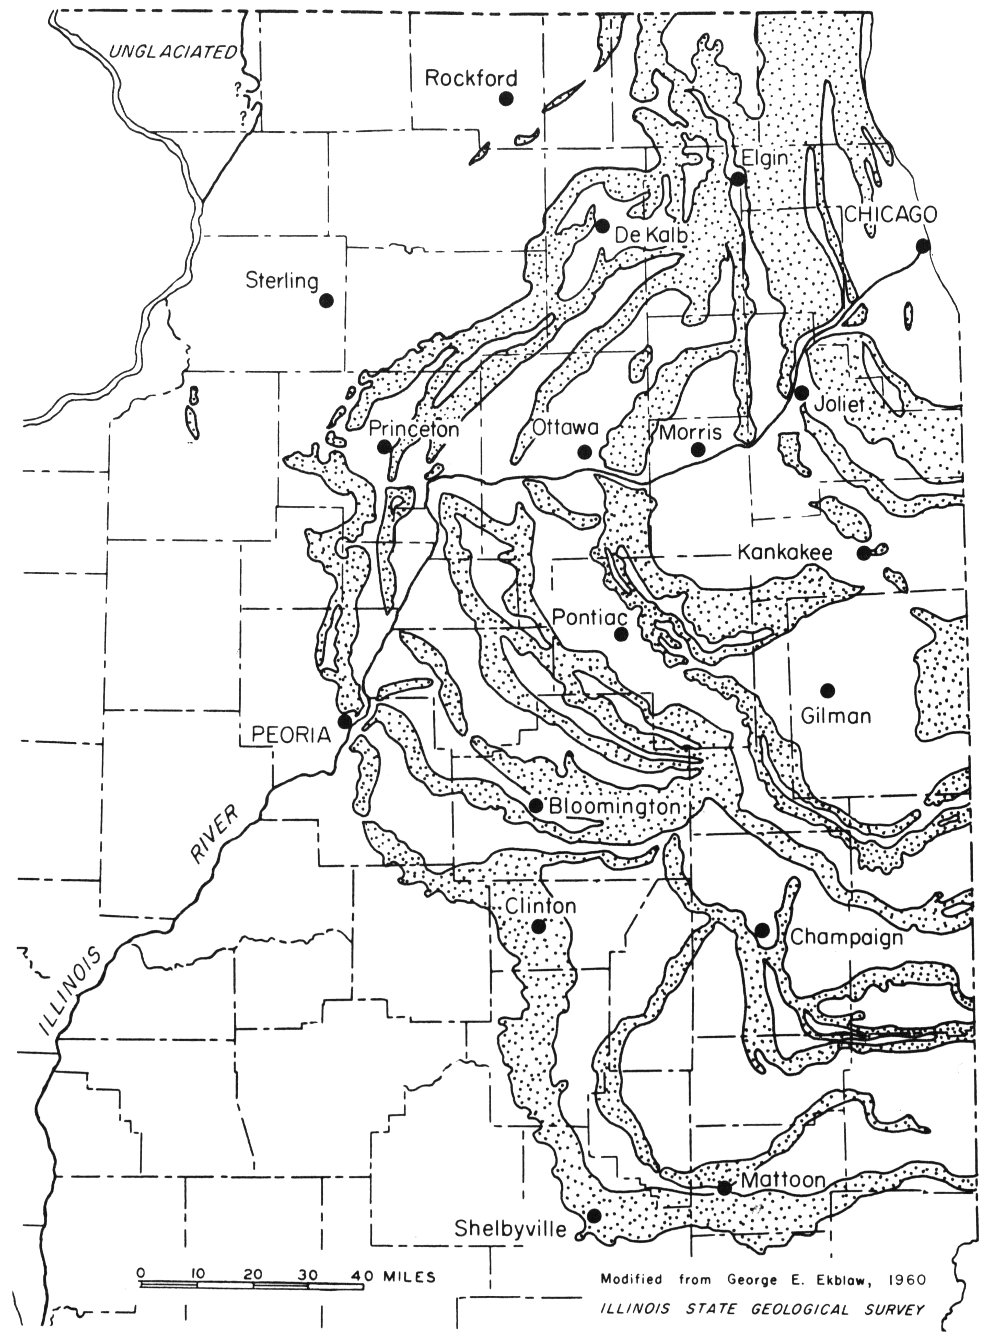 UNGLACIATED
?
?
Rockford
Elgin
CHICAGO
De Kalb
Sterling
Joliet
Princeton
Ottawa
Morris
Kankakee
Pontiac
Gilman
PEORIA
Bloomington
RIVER
Clinton
Champaign
ILLINOIS
Mattoon
Shelbyville
0 10 20 30 40 MILES
Modified from George E. Ekblaw, 1960
ILLINOIS STATE GEOLOGICAL SURVEY